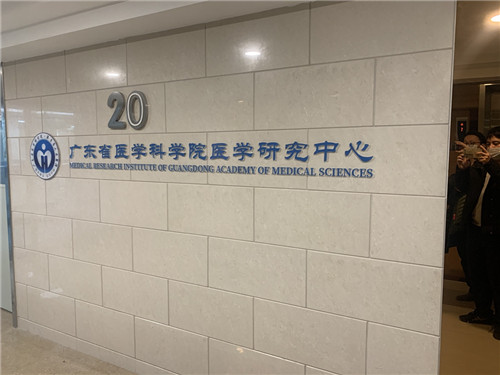 20
广东省医学科学院医学研究中心
MEDICAL RESEARCH INSTITUTE OF GUANGDONG ACADEMY OF MEDICAL SCIENCES